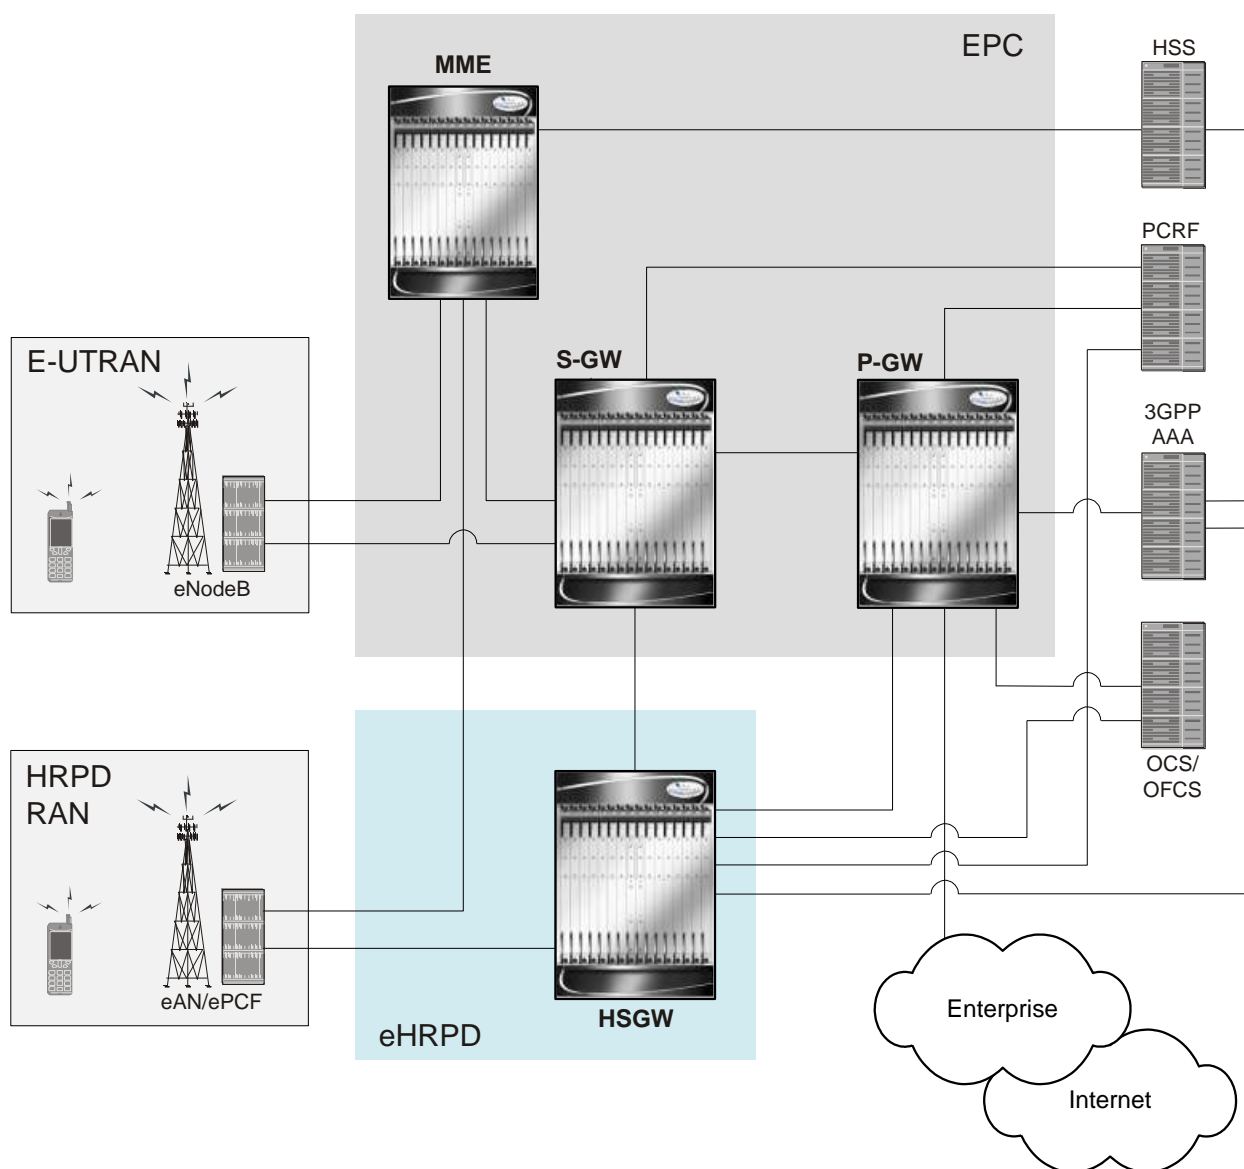 EPC
MME
HSS
PCRF
E-UTRAN
S-GW
P-GW
3GPP
AAA
eNodeB
HRPD
RAN
OCS/
OFCS
eAN/ePCF
HSGW
eHRPD
Enterprise
Internet